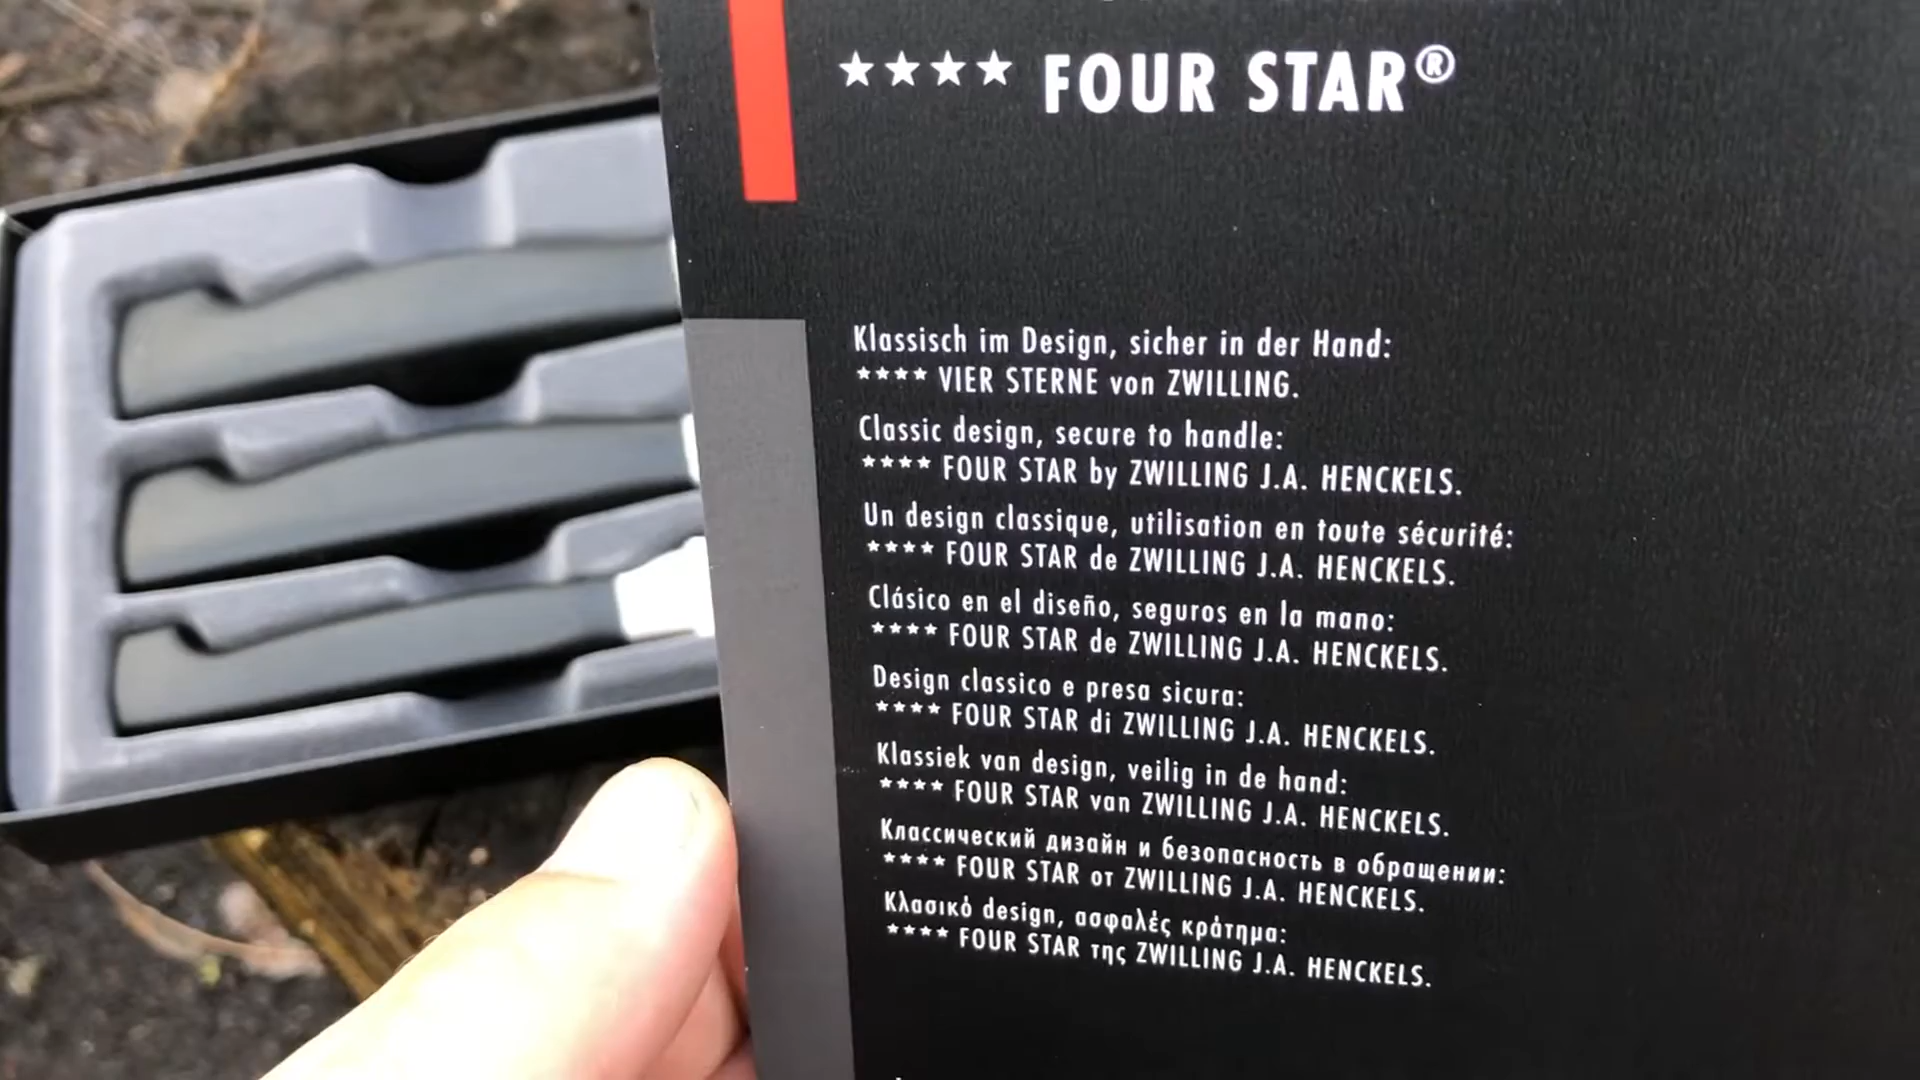 ★★★★ FOUR STAR®
Klassisch im Design, sicher in der Hand:
**** VIER STERNE von ZWILLING.
Classic design, secure to handle:
**** FOUR STAR by ZWILLING J.A. HENCKELS.
Un design classique, utilisation en toute sécurité:
**** FOUR STAR de ZWILLING J.A. HENCKELS.
Clásico en el diseño, seguros en la mano:
**** FOUR STAR de ZWILLING J.A. HENCKELS.
Design classico e presa sicura:
**** FOUR STAR di ZWILLING J.A. HENCKELS.
Klassiek van design, veilig in de hand:
**** FOUR STAR van ZWILLING J.A. HENCKELS.
Классический дизайн и безопасность в обращении:
**** FOUR STAR от ZWILLING J.A. HENCKELS.
Κλασικό design, ασφαλές κράτημα:
**** FOUR STAR της ZWILLING J.A. HENCKELS.